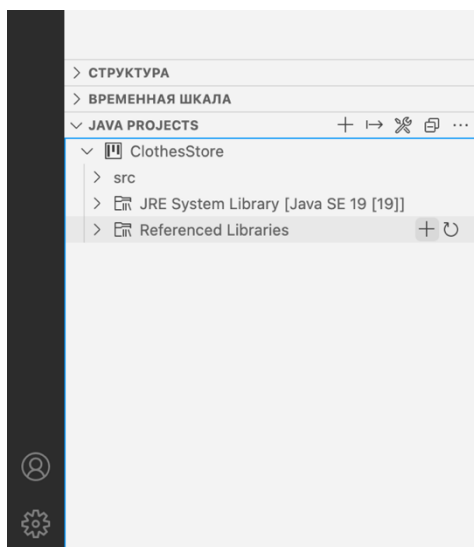 СТРУКТУРА
ВРЕМЕННАЯ ШКАЛА
JAVA PROJECTS
ClothesStore
src
JRE System Library [Java SE 19 [19]]
Referenced Libraries